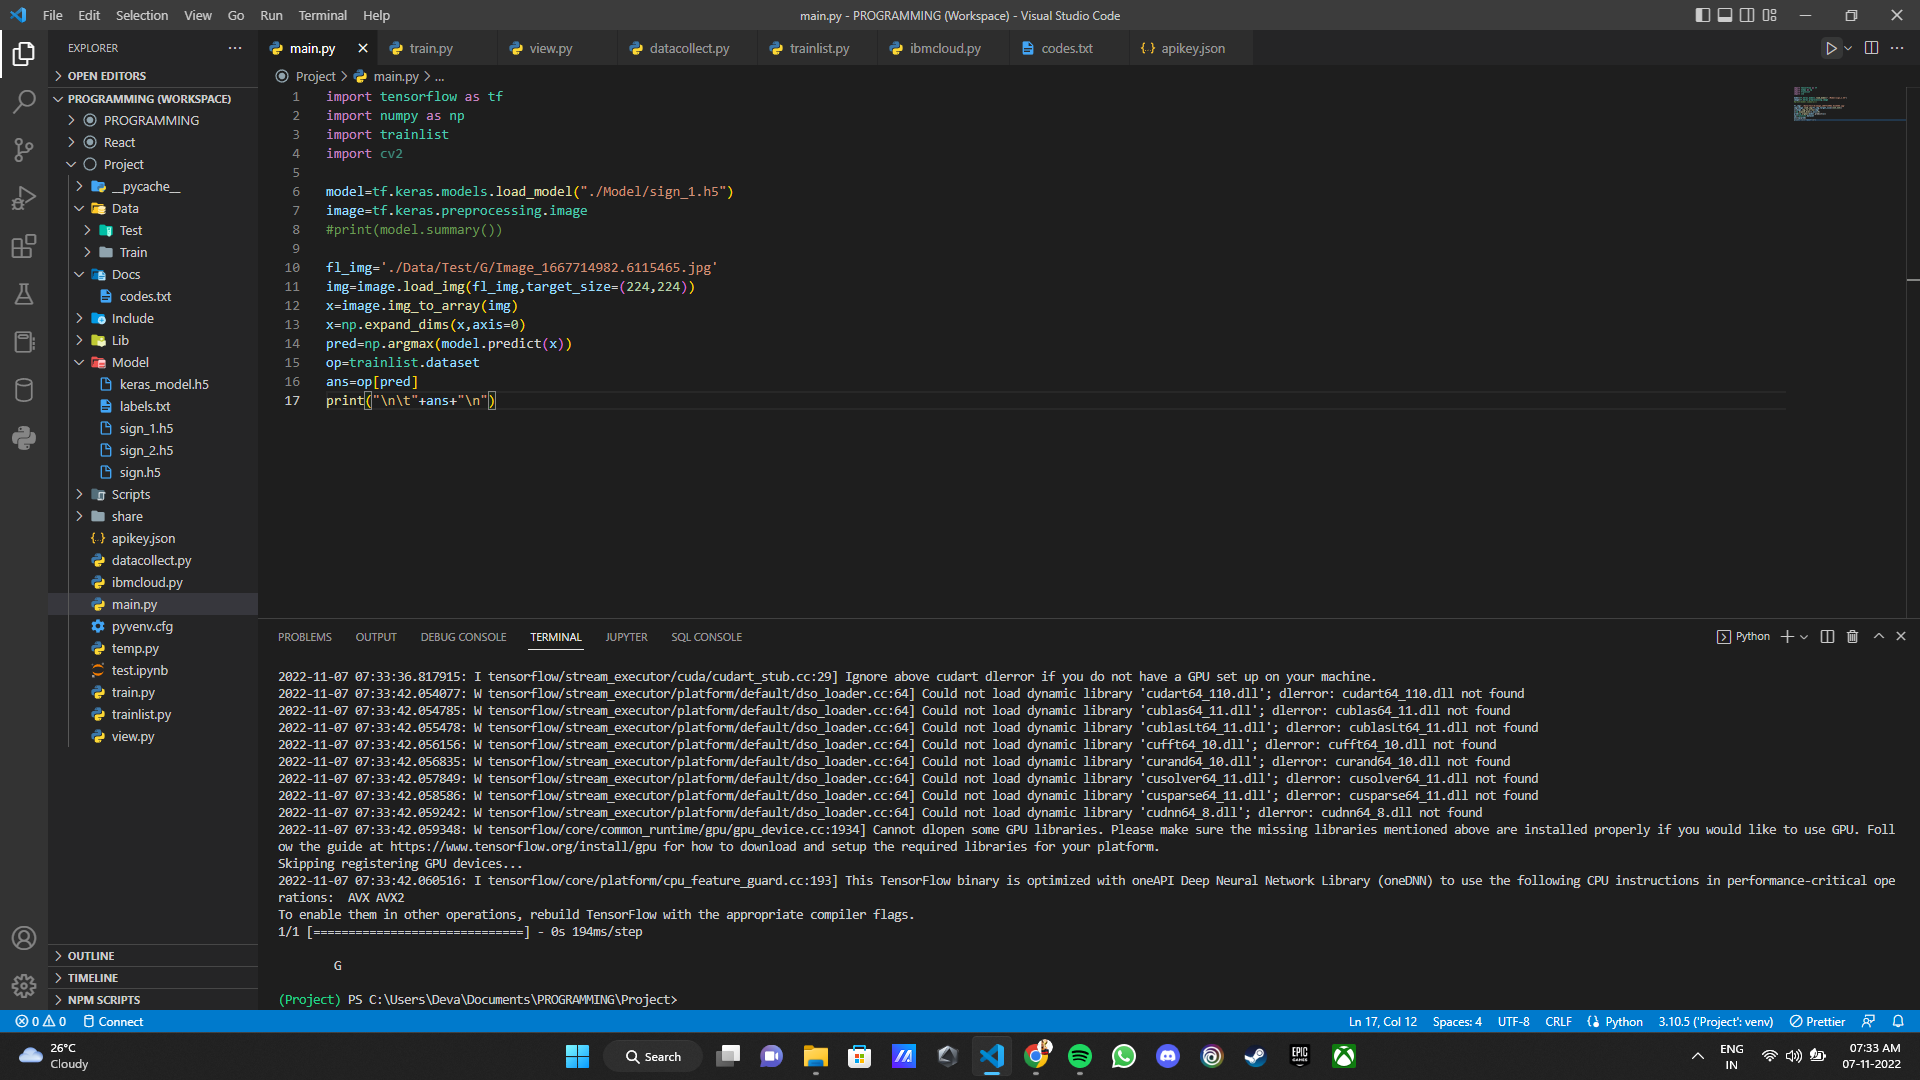 File Edit Selection View Go Run Terminal Help
main.py - PROGRAMMING (Workspace) - Visual Studio Code
EXPLORER
OPEN EDITORS
PROGRAMMING (WORKSPACE)
PROGRAMMING
React
Project
__pycache__
Data
Test
Train
Docs
codes.txt
Include
Lib
Model
keras_model.h5
labels.txt
sign_1.h5
sign_2.h5
sign.h5
Scripts
share
apikey.json
datacollect.py
ibmcloud.py
main.py
pyvenv.cfg
temp.py
test.ipynb
train.py
trainlist.py
view.py
OUTLINE
TIMELINE
NPM SCRIPTS
main.py train.py view.py datacollect.py trainlist.py ibmcloud.py codes.txt apikey.json
Project > main.py > ...
1 import tensorflow as tf
2 import numpy as np
3 import trainlist
4 import cv2
5
6 model=tf.keras.models.load_model("./Model/sign_1.h5")
7 image=tf.keras.preprocessing.image
8 #print(model.summary())
9
10 fl_img='./Data/Test/G/Image_1667714982.6115465.jpg'
11 img=image.load_img(fl_img,target_size=(224,224))
12 x=image.img_to_array(img)
13 x=np.expand_dims(x,axis=0)
14 pred=np.argmax(model.predict(x))
15 op=trainlist.dataset
16 ans=op[pred]
17 print("\n\t"+ans+"\n")
PROBLEMS OUTPUT DEBUG CONSOLE TERMINAL JUPYTER SQL CONSOLE
Python
2022-11-07 07:33:36.817915: I tensorflow/stream_executor/cuda/cudart_stub.cc:29] Ignore above cudart dlerror if you do not have a GPU set up on your machine.
2022-11-07 07:33:42.054077: W tensorflow/stream_executor/platform/default/dso_loader.cc:64] Could not load dynamic library 'cudart64_110.dll'; dlerror: cudart64_110.dll not found
2022-11-07 07:33:42.054785: W tensorflow/stream_executor/platform/default/dso_loader.cc:64] Could not load dynamic library 'cublas64_11.dll'; dlerror: cublas64_11.dll not found
2022-11-07 07:33:42.055478: W tensorflow/stream_executor/platform/default/dso_loader.cc:64] Could not load dynamic library 'cublasLt64_11.dll'; dlerror: cublasLt64_11.dll not found
2022-11-07 07:33:42.056156: W tensorflow/stream_executor/platform/default/dso_loader.cc:64] Could not load dynamic library 'cufft64_10.dll'; dlerror: cufft64_10.dll not found
2022-11-07 07:33:42.056835: W tensorflow/stream_executor/platform/default/dso_loader.cc:64] Could not load dynamic library 'curand64_10.dll'; dlerror: curand64_10.dll not found
2022-11-07 07:33:42.057849: W tensorflow/stream_executor/platform/default/dso_loader.cc:64] Could not load dynamic library 'cusolver64_11.dll'; dlerror: cusolver64_11.dll not found
2022-11-07 07:33:42.058586: W tensorflow/stream_executor/platform/default/dso_loader.cc:64] Could not load dynamic library 'cusparse64_11.dll'; dlerror: cusparse64_11.dll not found
2022-11-07 07:33:42.059242: W tensorflow/stream_executor/platform/default/dso_loader.cc:64] Could not load dynamic library 'cudnn64_8.dll'; dlerror: cudnn64_8.dll not found
2022-11-07 07:33:42.059348: W tensorflow/core/common_runtime/gpu/gpu_device.cc:1934] Cannot dlopen some GPU libraries. Please make sure the missing libraries mentioned above are installed properly if you would like to use GPU. Foll
ow the guide at https://www.tensorflow.org/install/gpu for how to download and setup the required libraries for your platform.
Skipping registering GPU devices...
2022-11-07 07:33:42.060516: I tensorflow/core/platform/cpu_feature_guard.cc:193] This TensorFlow binary is optimized with oneAPI Deep Neural Network Library (oneDNN) to use the following CPU instructions in performance-critical ope
rations:  AVX AVX2
To enable them in other operations, rebuild TensorFlow with the appropriate compiler flags.
1/1 [==============================] - 0s 194ms/step
G
(Project) PS C:\Users\Deva\Documents\PROGRAMMING\Project>
0 0 Connect
Ln 17, Col 12 Spaces: 4 UTF-8 CRLF Python 3.10.5 ('Project': venv) Prettier
26°C
Cloudy
Search
EPIC GAMES
ENG
IN
07:33 AM
07-11-2022